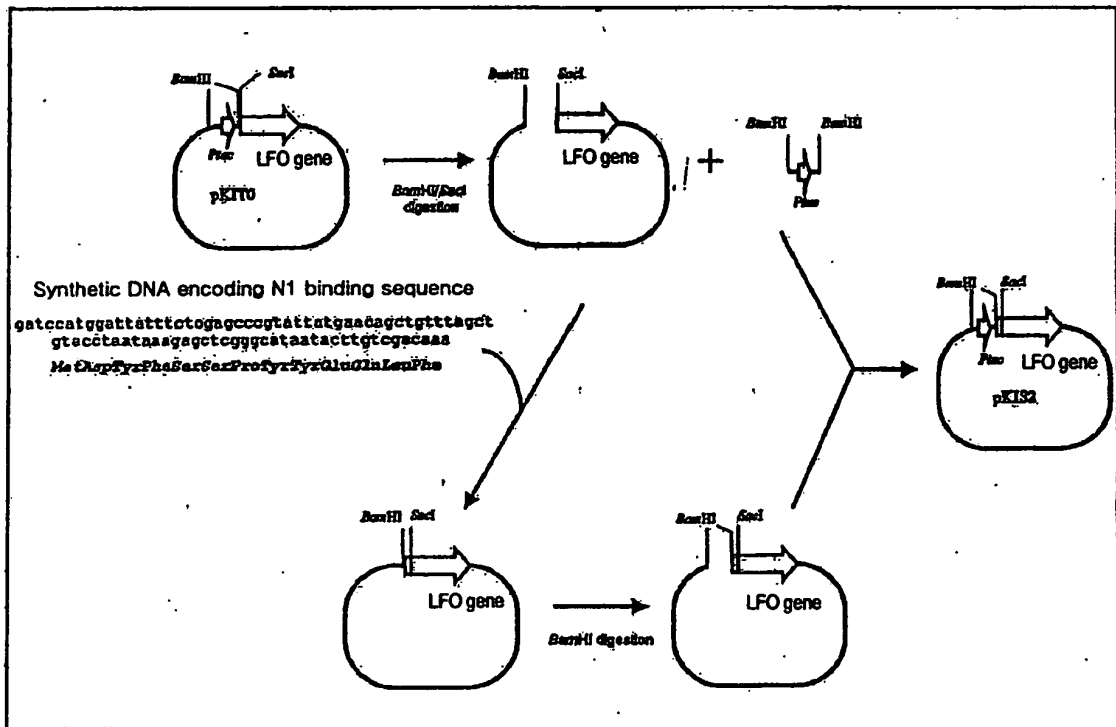 BamHI SacI
Ptac LFO gene
pKIT0
BamHI/SacI
digestion
BamHI SacI
LFO gene
+
BamHI BamHI
Ptac
Synthetic DNA encoding N1 binding sequence
gatccatggattatttctcgagcccgtattatgaacagctgtttagct
gtacctaataaagagctcgggcataatacttgtcgacaaa
MetAspTyrPheSerSerProTyrTyrGluGlnLeuPhe
BamHI SacI
Ptac LFO gene
pKIS2
BamHI SacI
LFO gene
BamHI digestion
BamHI SacI
LFO gene